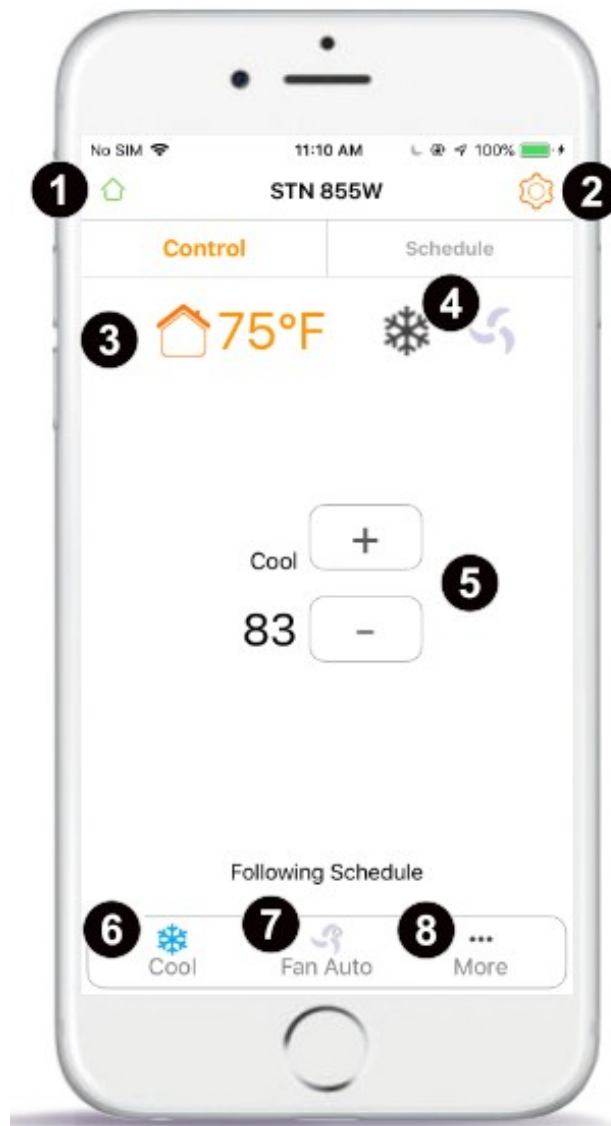 No SIM 11:10 AM 100%
1 STN 855W 2
Control Schedule
3 75°F 4
+
Cool
5
83 -
Following Schedule
6 7 8 ...
Cool Fan Auto More